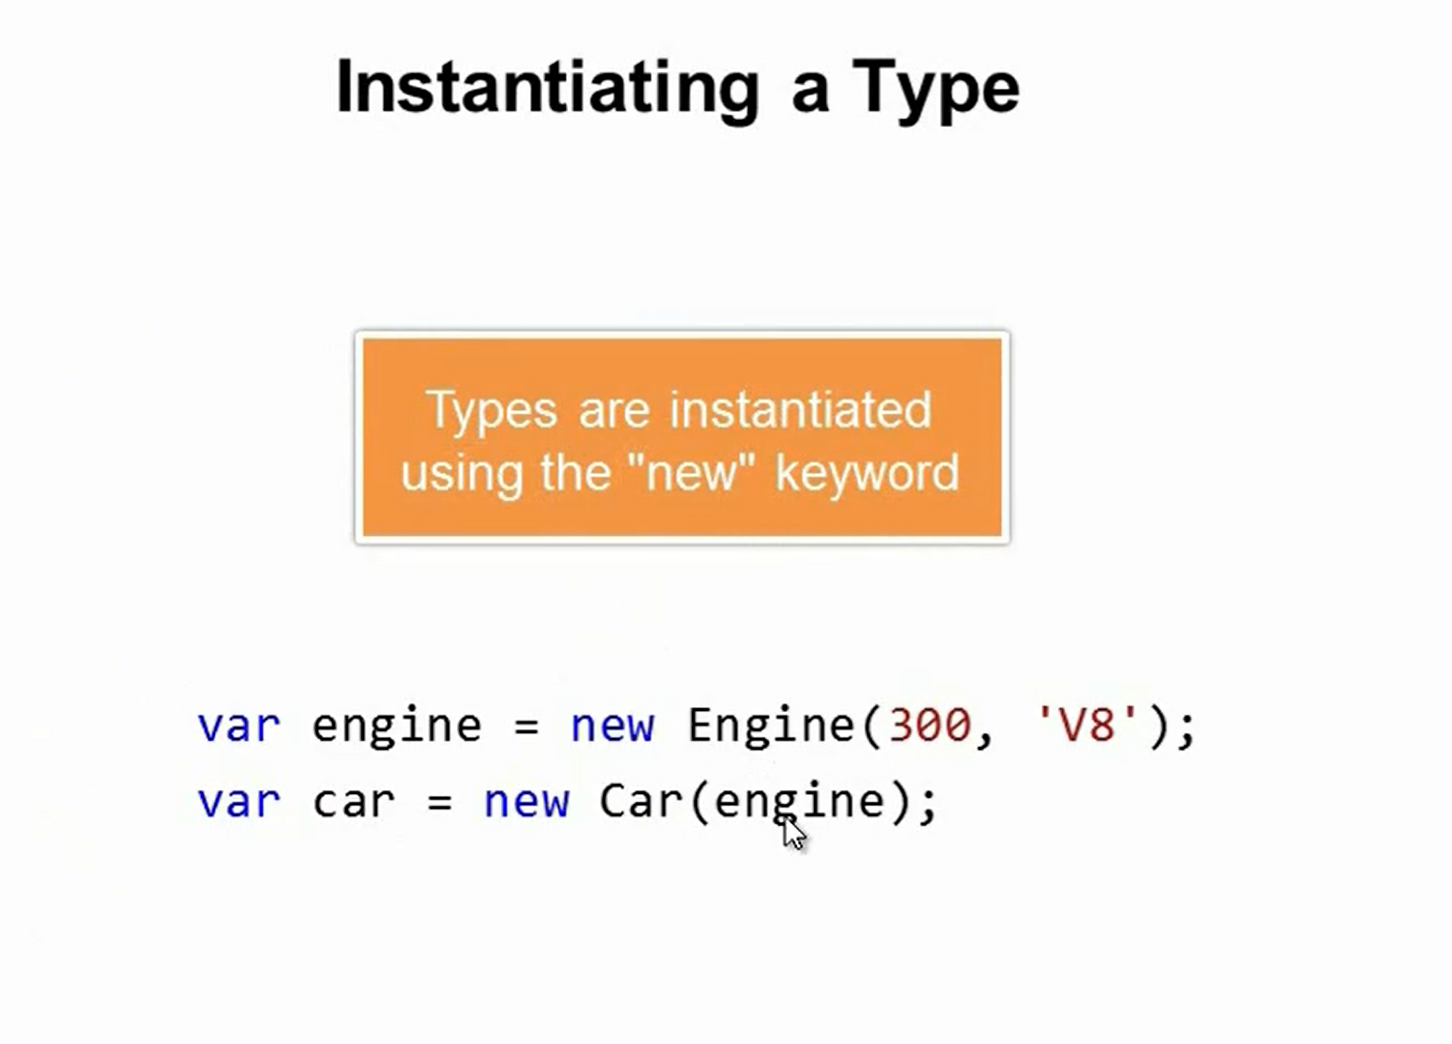 Instantiating a Type
Types are instantiated
using the "new" keyword
var engine = new Engine(300, 'V8');
var car = new Car(engine);